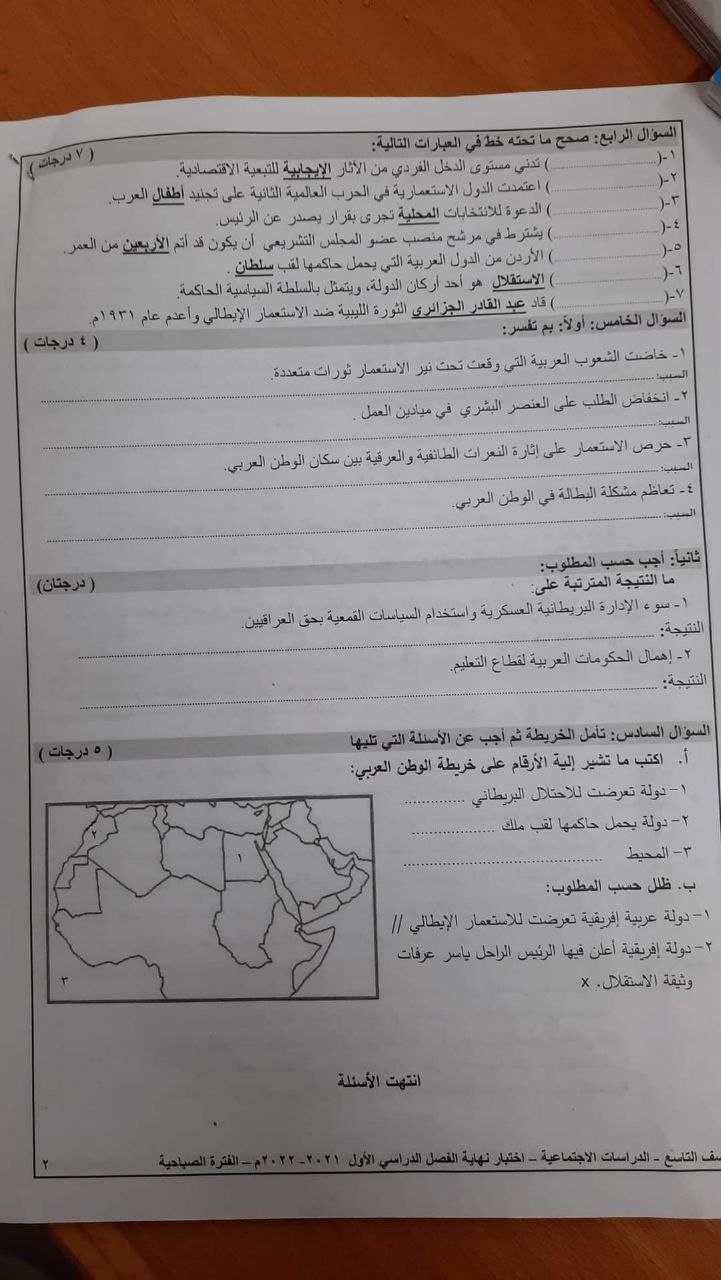 السؤال الرابع: صحح ما تحته خط في العبارات التالية: ( ٧ درجات )
١-(....................) تدني مستوى الدخل الفردي من الآثار الإيجابية للتبعية الاقتصادية.
٢-(....................) اعتمدت الدول الاستعمارية في الحرب العالمية الثانية على تجنيد أطفال العرب.
٣-(....................) الدعوة للانتخابات المحلية تجرى بقرار يصدر عن الرئيس.
٤-(....................) يشترط في مرشح منصب عضو المجلس التشريعي أن يكون قد أتم الأربعين من العمر.
٥-(....................) الأردن من الدول العربية التي يحمل حاكمها لقب سلطان .
٦-(....................) الاستقلال هو أحد أركان الدولة، ويتمثل بالسلطة السياسية الحاكمة.
٧-(....................) قاد عبد القادر الجزائري الثورة الليبية ضد الاستعمار الإيطالي وأعدم عام ١٩٣١م.
السؤال الخامس: أولاً: بم تفسر: ( ٤ درجات )
١- خاضت الشعوب العربية التي وقعت تحت نير الاستعمار ثورات متعددة.
السبب: ....................
٢- انخفاض الطلب على العنصر البشري في ميادين العمل .
السبب: ....................
٣- حرص الاستعمار على إثارة النعرات الطائفية والعرقية بين سكان الوطن العربي.
السبب: ....................
٤- تعاظم مشكلة البطالة في الوطن العربي.
السبب: ....................
ثانياً: أجب حسب المطلوب: ( درجتان)
ما النتيجة المترتبة على:
١- سوء الإدارة البريطانية العسكرية واستخدام السياسات القمعية بحق العراقيين.
النتيجة: ....................
٢- إهمال الحكومات العربية لقطاع التعليم.
النتيجة: ....................
السؤال السادس: تأمل الخريطة ثم أجب عن الأسئلة التي تليها ( ٥ درجات )
أ. اكتب ما تشير إلية الأرقام على خريطة الوطن العربي:
١- دولة تعرضت للاحتلال البريطاني .............
٢- دولة يحمل حاكمها لقب ملك ..................
٣- المحيط ..........................................
ب. ظلل حسب المطلوب:
١- دولة عربية إفريقية تعرضت للاستعمار الإيطالي //
٢- دولة إفريقية أعلن فيها الرئيس الراحل ياسر عرفات
وثيقة الاستقلال. x
٢
١
٣
انتهت الأسئلة
التاسع - الدراسات الاجتماعية – اختبار نهاية الفصل الدراسي الأول ٢٠٢١- ٢٠٢٢م – الفترة الصباحية
٢